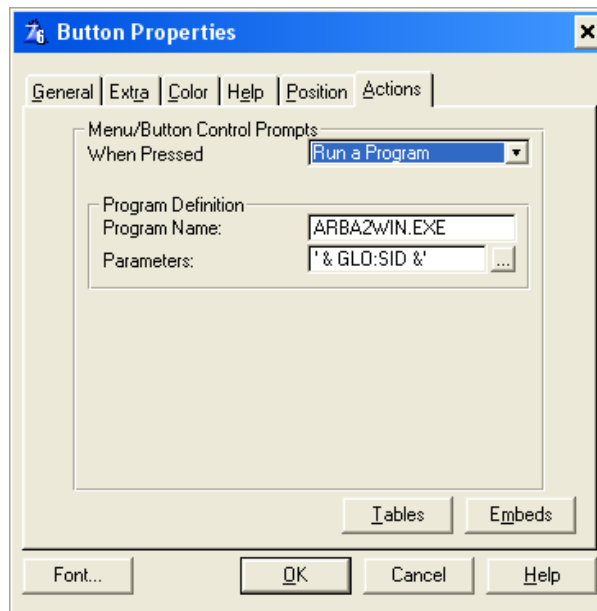 Button Properties
General Extra Color Help Position Actions
Menu/Button Control Prompts
When Pressed Run a Program
Program Definition
Program Name: ARBA2WIN.EXE
Parameters: ' & GLO:SID &' ...
Tables Embeds
Font... OK Cancel Help